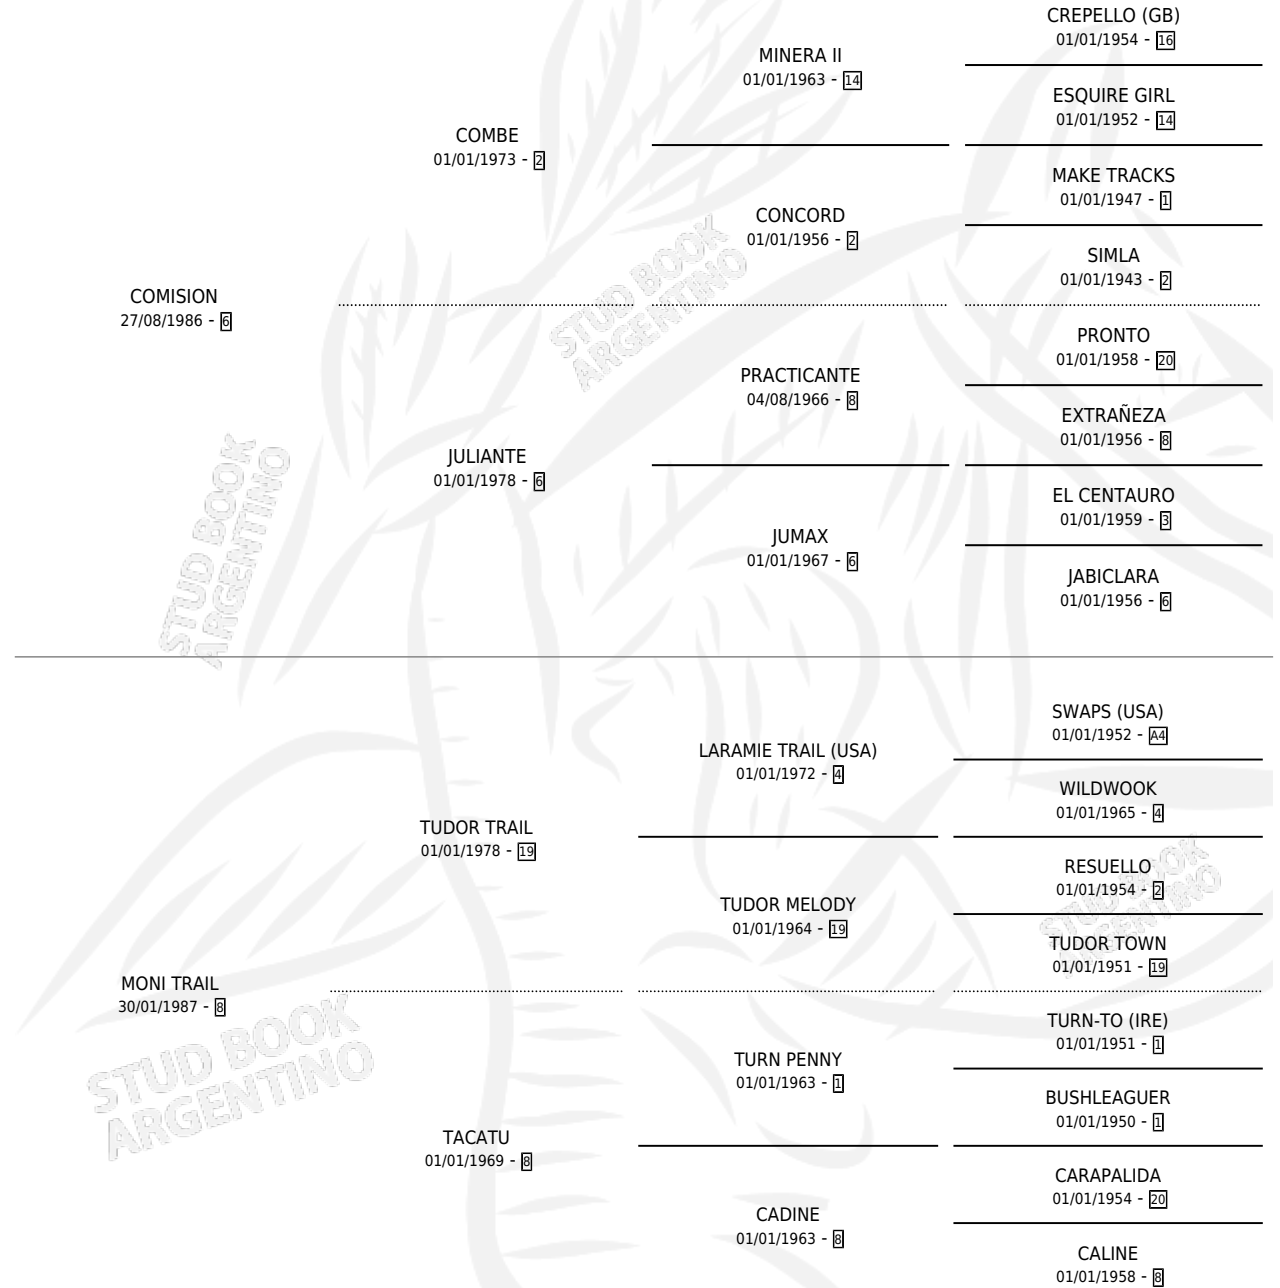 CREPELLO (GB)
01/01/1954 - 16
MINERA II
01/01/1963 - 14
ESQUIRE GIRL
01/01/1952 - 14
COMBE
01/01/1973 - 2
MAKE TRACKS
01/01/1947 - 1
CONCORD
01/01/1956 - 2
SIMLA
01/01/1943 - 2
COMISION
27/08/1986 - 6
PRONTO
01/01/1958 - 20
PRACTICANTE
04/08/1966 - 8
EXTRAÑEZA
01/01/1956 - 8
JULIANTE
01/01/1978 - 6
EL CENTAURO
01/01/1959 - 3
JUMAX
01/01/1967 - 6
JABICLARA
01/01/1956 - 6
STUD BOOK
ARGENTINO
STUD BOOK
ARGENTINO
SWAPS (USA)
01/01/1952 - A4
LARAMIE TRAIL (USA)
01/01/1972 - 4
WILDWOOK
01/01/1965 - 4
TUDOR TRAIL
01/01/1978 - 19
RESUELLO
01/01/1954 - 2
TUDOR MELODY
01/01/1964 - 19
TUDOR TOWN
01/01/1951 - 19
MONI TRAIL
30/01/1987 - 8
TURN-TO (IRE)
01/01/1951 - 1
TURN PENNY
01/01/1963 - 1
BUSHLEAGUER
01/01/1950 - 1
TACATU
01/01/1969 - 8
CARAPALIDA
01/01/1954 - 20
CADINE
01/01/1963 - 8
CALINE
01/01/1958 - 8
STUD BOOK
ARGENTINO
STUD BOOK
ARGENTINO